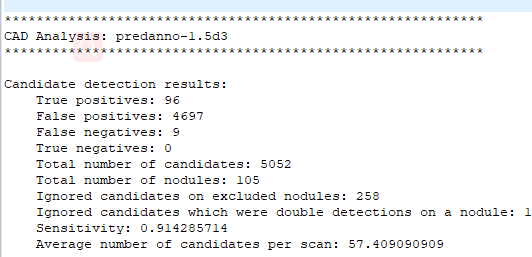 ***********************************************************************
CAD Analysis: predanno-1.5d3
***********************************************************************
Candidate detection results:
True positives: 96
False positives: 4697
False negatives: 9
True negatives: 0
Total number of candidates: 5052
Total number of nodules: 105
Ignored candidates on excluded nodules: 258
Ignored candidates which were double detections on a nodule: 1
Sensitivity: 0.914285714
Average number of candidates per scan: 57.409090909